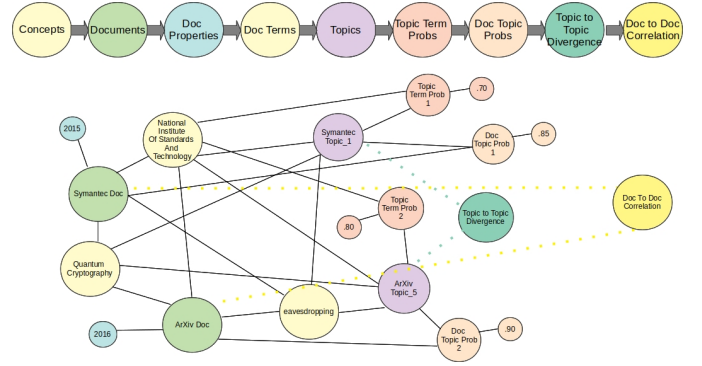 Concepts
Documents
Doc
Properties
Doc Terms
Topics
Topic Term
Probs
Doc Topic
Probs
Topic to
Topic
Divergence
Doc to Doc
Correlation
Topic
Term Prob
1
.70
2015
National
Institute
Of Standards
And
Technology
Symantec
Topic_1
Doc
Topic Prob
1
.85
Symantec Doc
Topic
Term Prob
2
.80
Topic to Topic
Divergence
Doc To Doc
Correlation
Quantum
Cryptography
ArXiv
Topic_5
eavesdropping
ArXiv Doc
2016
Doc
Topic Prob
2
.90